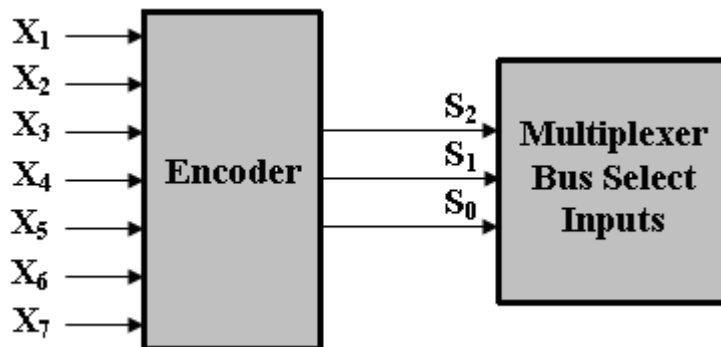 X₁
X₂
X₃
X₄
X₅
X₆
X₇
Encoder
S₂
S₁
S₀
Multiplexer
Bus Select
Inputs